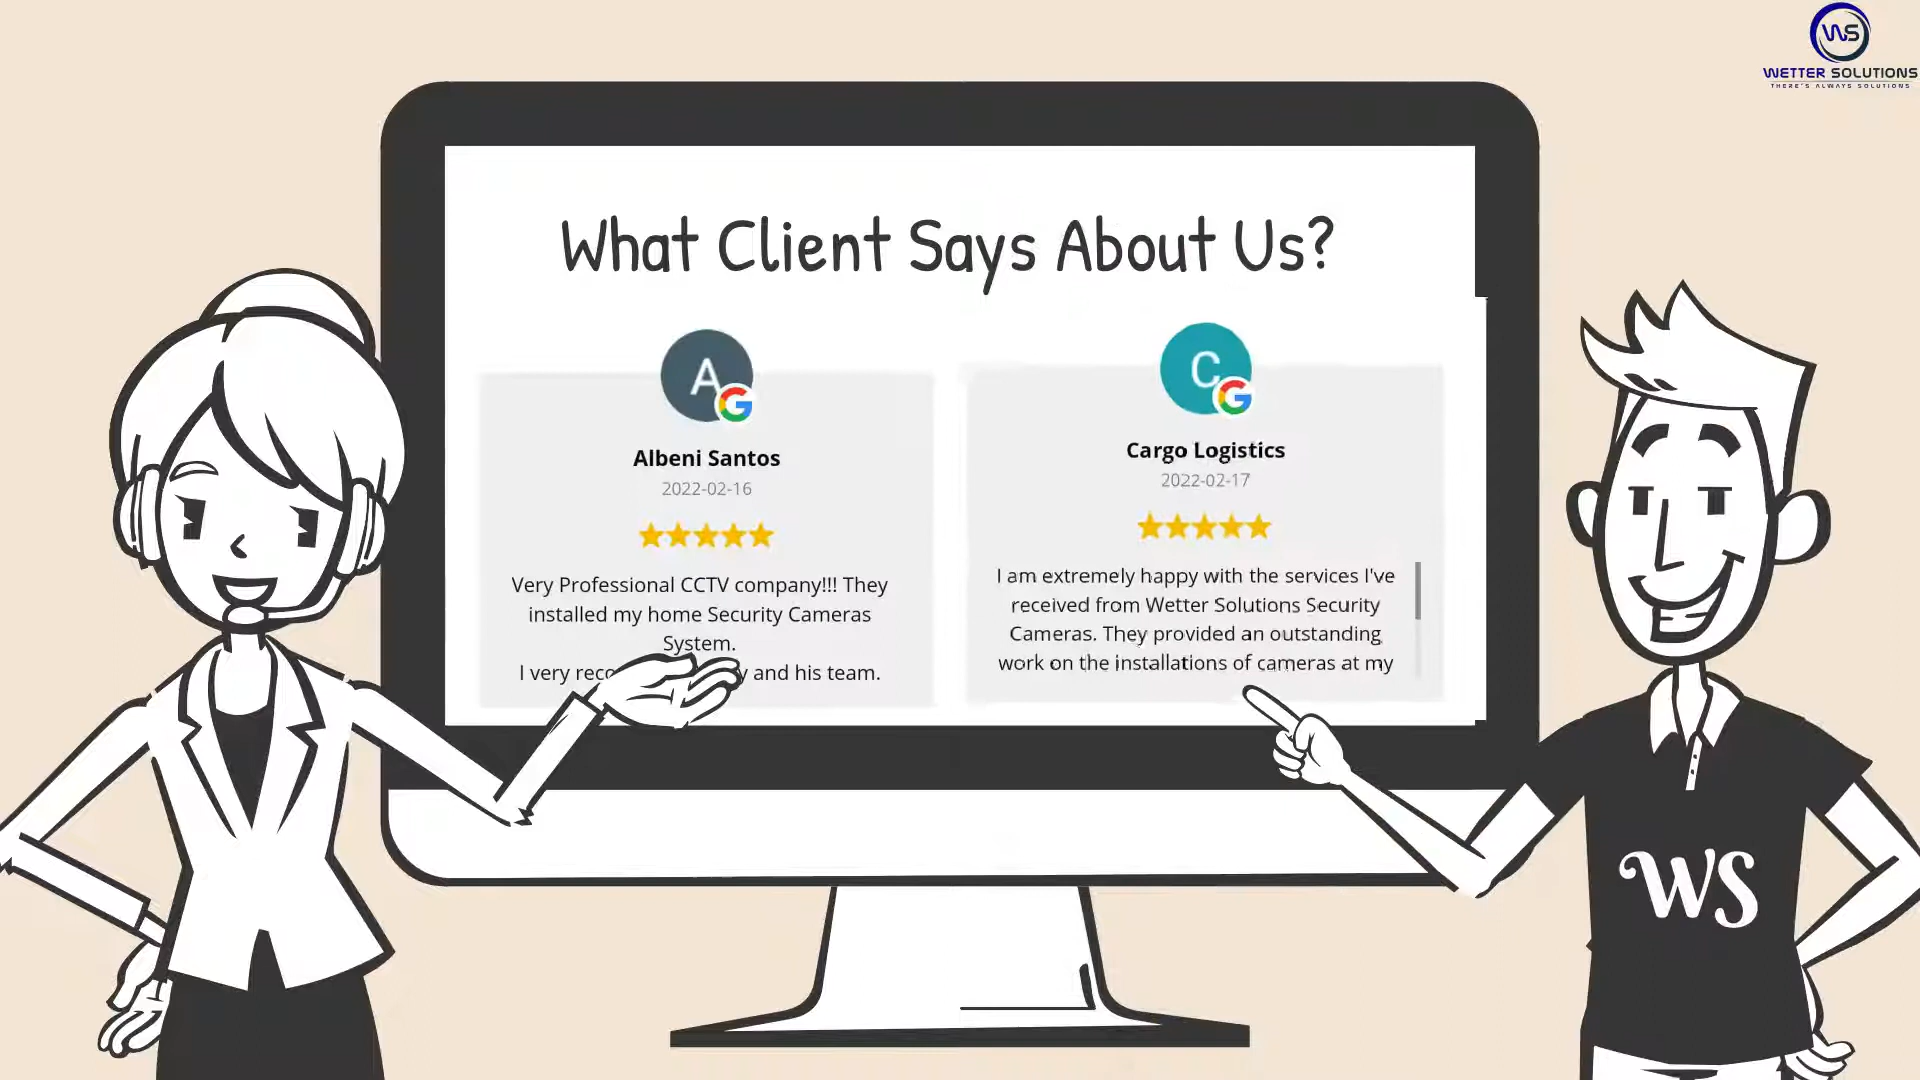 WS
WETTER SOLUTIONS
THERE'S ALWAYS SOLUTIONS
What Client Says About Us?
A
G
Albeni Santos
2022-02-16
Very Professional CCTV company!!! They
installed my home Security Cameras
System.
I very and his team.
C
G
Cargo Logistics
2022-02-17
I am extremely happy with the services I've
received from Wetter Solutions Security
Cameras. They provided an outstanding
work on the installations of cameras at my
WS